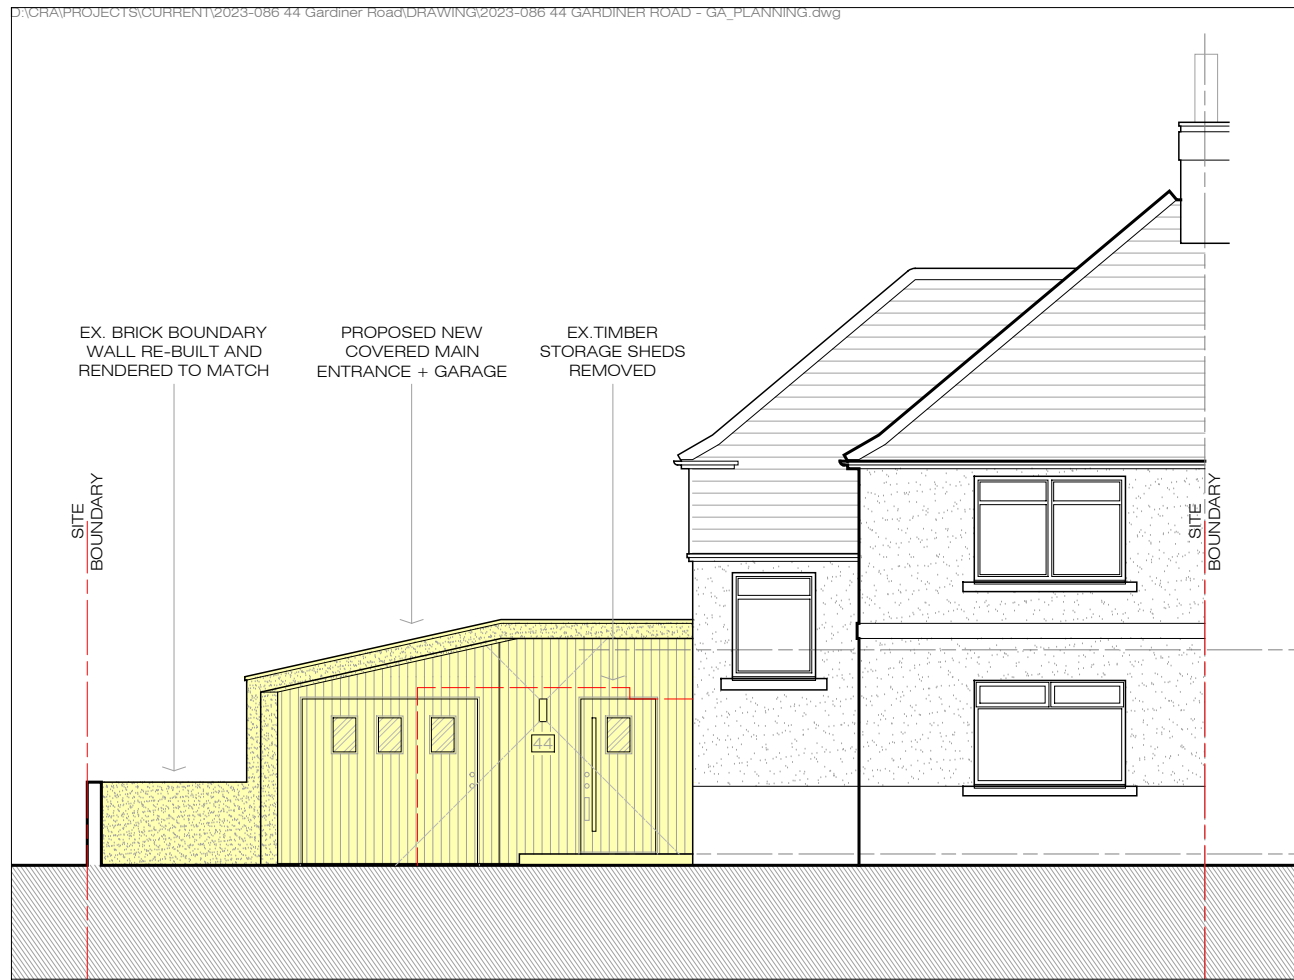 D:\CRA\PROJECTS\CURRENT\2023-086 44 Gardiner Road\DRAWING\2023-086 44 GARDINER ROAD - GA_PLANNING.dwg
EX. BRICK BOUNDARY
WALL RE-BUILT AND
RENDERED TO MATCH
PROPOSED NEW
COVERED MAIN
ENTRANCE + GARAGE
EX.TIMBER
STORAGE SHEDS
REMOVED
SITE
BOUNDARY
SITE
BOUNDARY
44